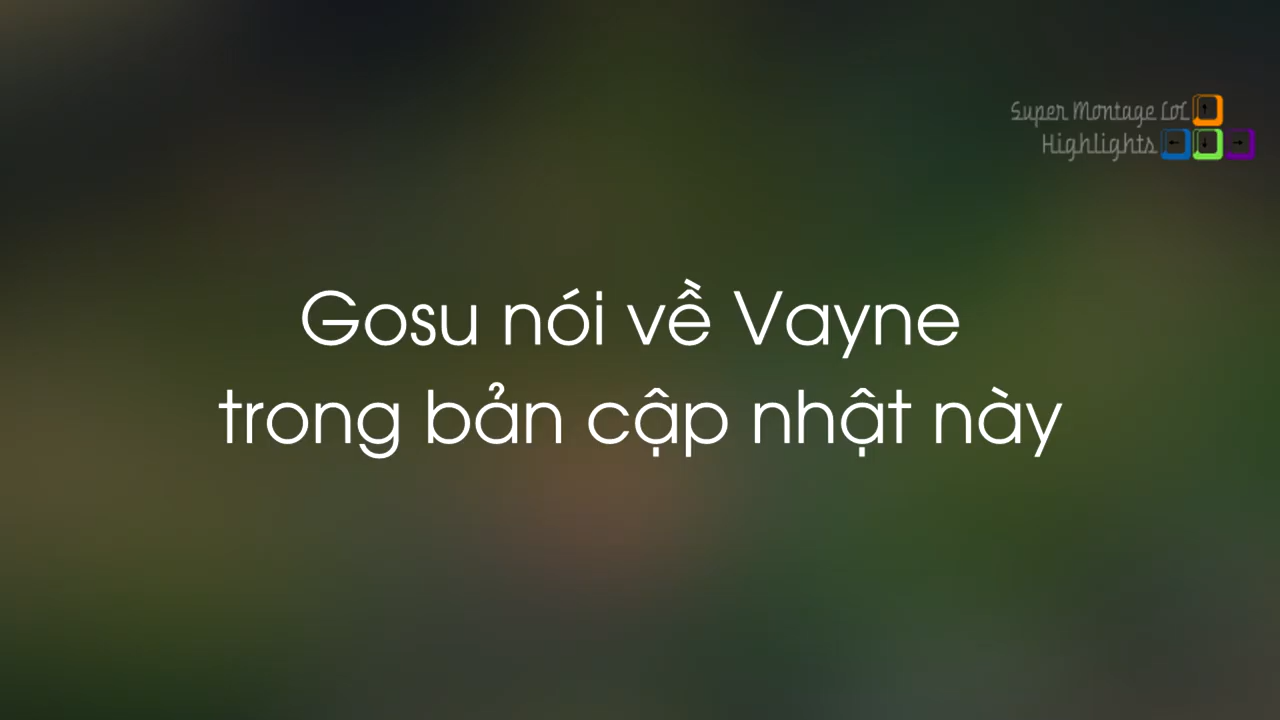 Super Montage LoL
Highlights
Gosu nói về Vayne
trong bản cập nhật này